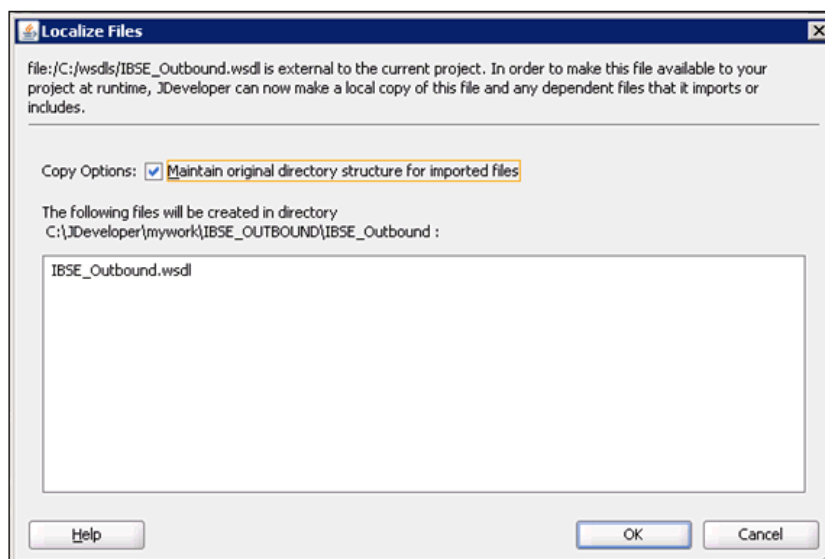 Localize Files
file:/C:/wsdls/IBSE_Outbound.wsdl is external to the current project. In order to make this file available to your
project at runtime, JDeveloper can now make a local copy of this file and any dependent files that it imports or
includes.
Copy Options: Maintain original directory structure for imported files
The following files will be created in directory
C:\JDeveloper\mywork\IBSE_OUTBOUND\IBSE_Outbound :
IBSE_Outbound.wsdl
Help OK Cancel